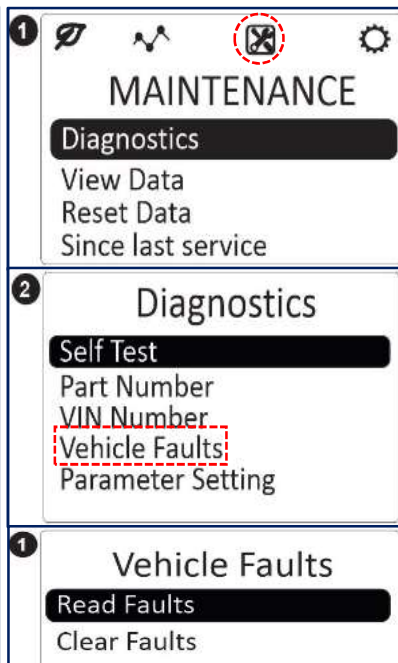 1
MAINTENANCE
Diagnostics
View Data
Reset Data
Since last service
2
Diagnostics
Self Test
Part Number
VIN Number
Vehicle Faults
Parameter Setting
1
Vehicle Faults
Read Faults
Clear Faults